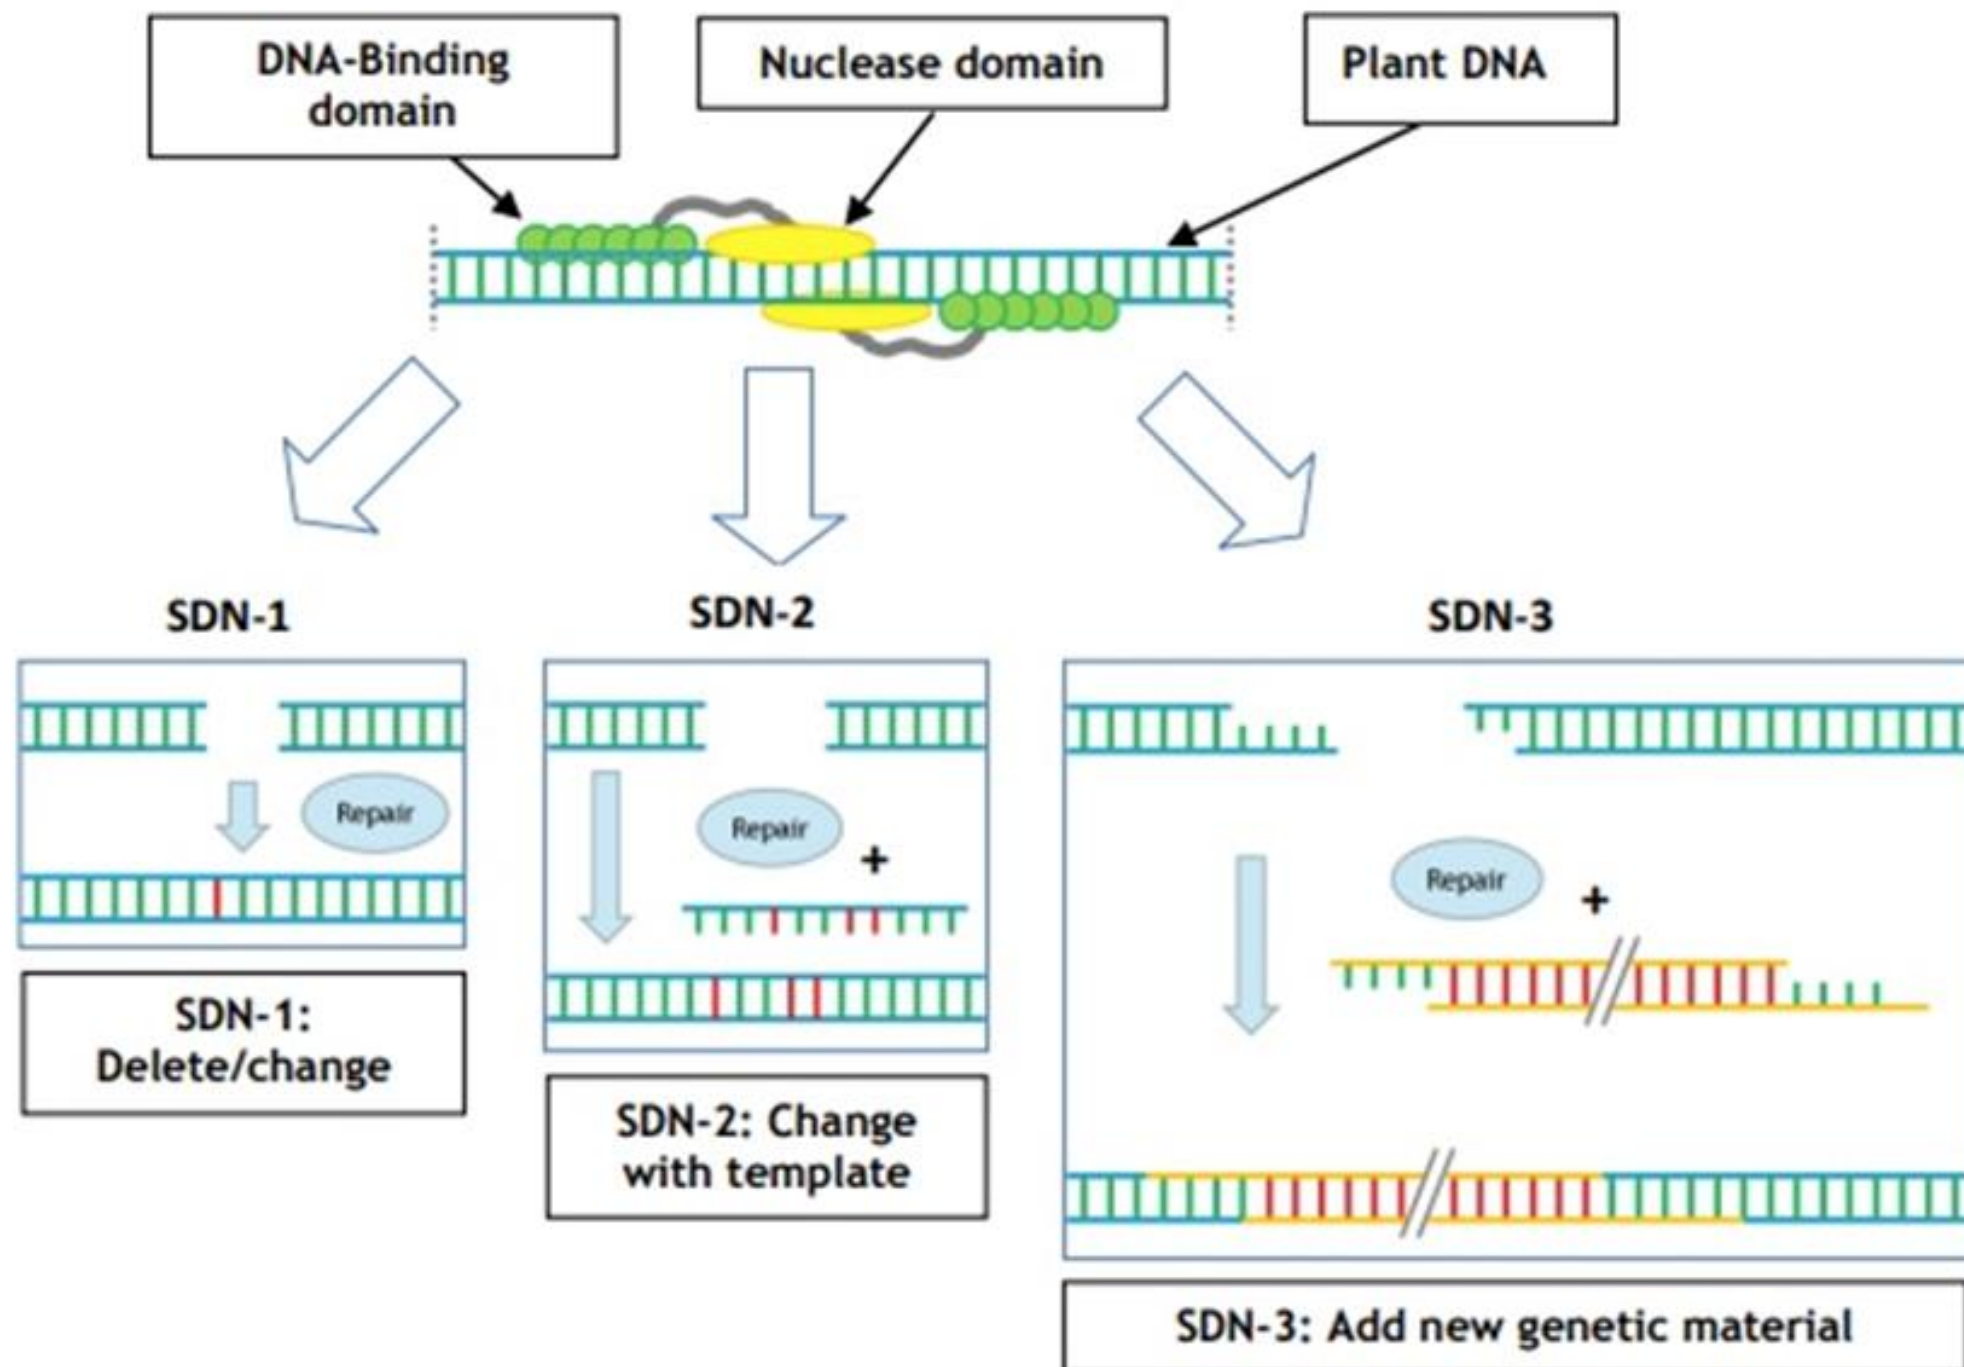 DNA-Binding
domain
Nuclease domain
Plant DNA
SDN-1
SDN-2
SDN-3
Repair
SDN-1:
Delete/change
Repair
+
SDN-2: Change
with template
Repair
+
SDN-3: Add new genetic material